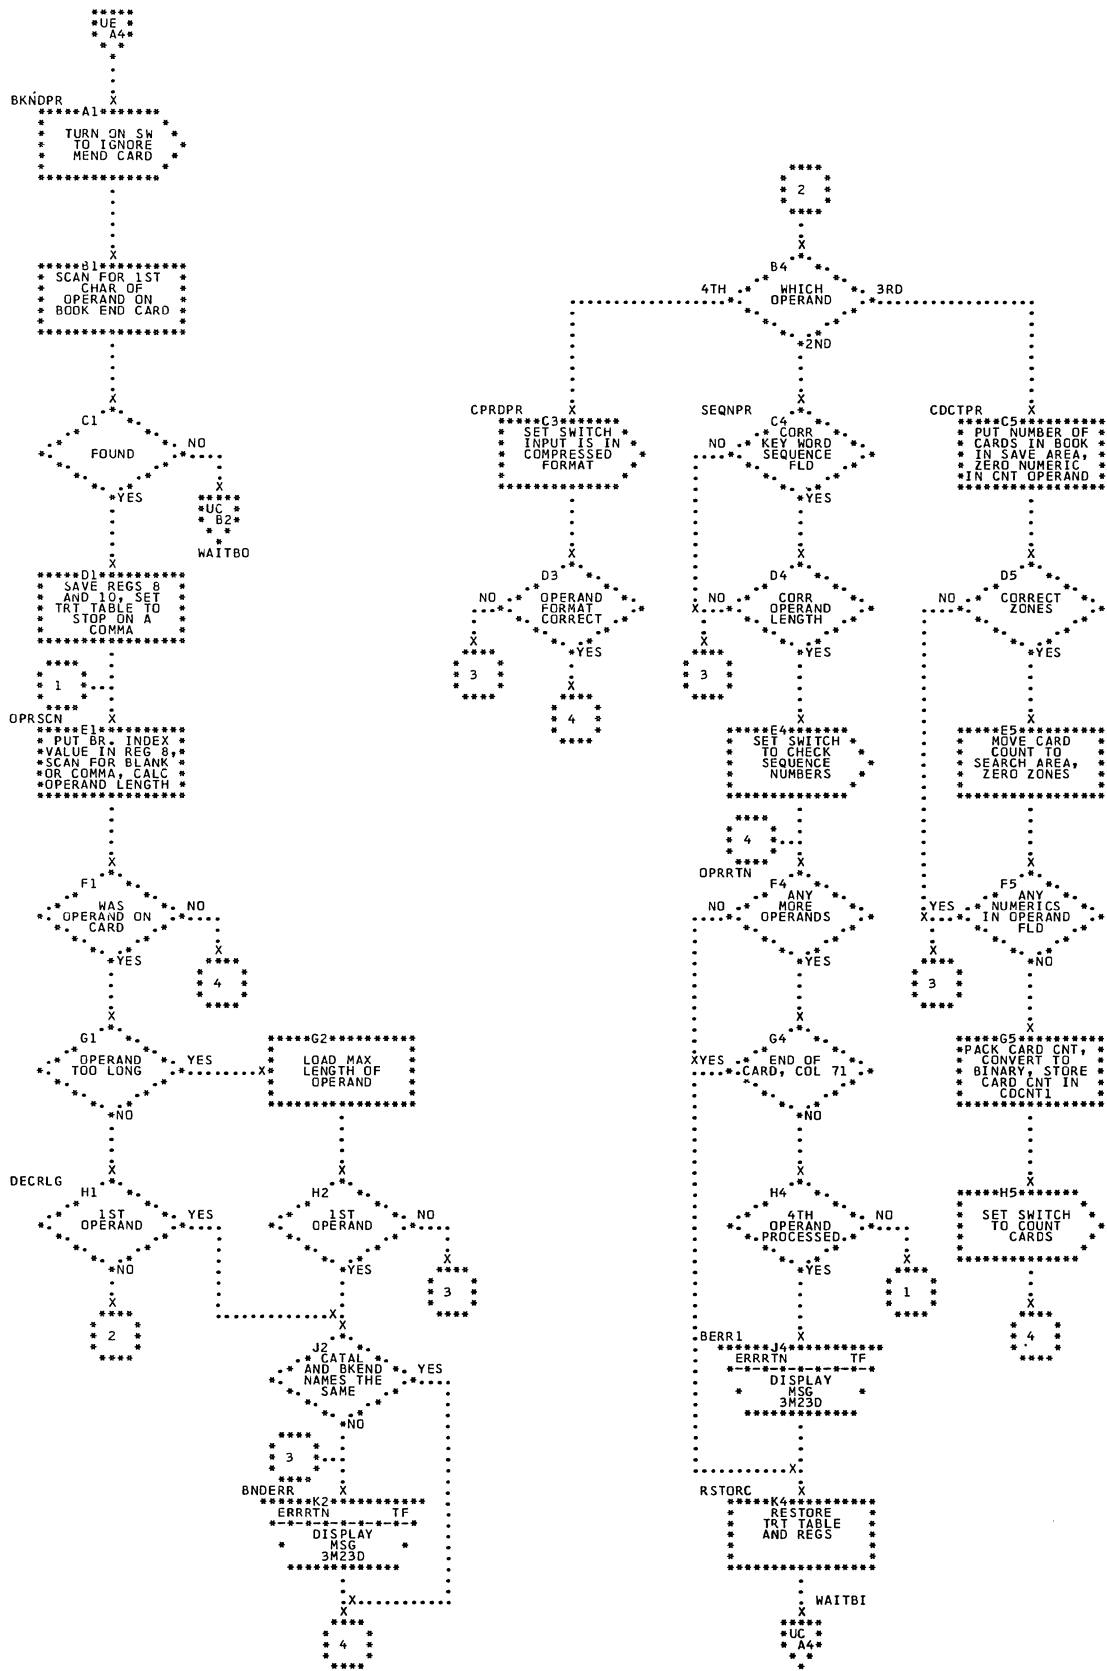 UE
A4
BKNDPR
A1
TURN ON SW
TO IGNORE
MEND CARD
B1
SCAN FOR 1ST
CHAR OF
OPERAND ON
BOOK END CARD
C1
FOUND
NO
YES
UC
B2
WAITBO
D1
SAVE REGS 8
AND 10, SET
TRT TABLE TO
STOP ON A
COMMA
1
OPRSCN
E1
PUT BR. INDEX
VALUE IN REG 8,
SCAN FOR BLANK
OR COMMA, CALC
OPERAND LENGTH
F1
WAS
OPERAND ON
CARD
NO
YES
4
G1
OPERAND
TOO LONG
YES
NO
G2
LOAD MAX
LENGTH OF
OPERAND
DECRLG
H1
1ST
OPERAND
YES
NO
2
H2
1ST
OPERAND
NO
YES
3
J2
CATAL
AND BKEND
NAMES THE
SAME
YES
NO
3
BNDERR
K2
ERRRTN TF
DISPLAY
MSG
3M23D
4
2
B4
WHICH
OPERAND
4TH
3RD
2ND
CPRDPR
C3
SET SWITCH
INPUT IS IN
COMPRESSED
FORMAT
D3
OPERAND
FORMAT
CORRECT
NO
YES
3
4
SEQNPR
C4
CORR
KEY WORD
SEQUENCE
FLD
NO
YES
D4
CORR
OPERAND
LENGTH
NO
YES
3
E4
SET SWITCH
TO CHECK
SEQUENCE
NUMBERS
4
OPRRTN
F4
ANY
MORE
OPERANDS
NO
YES
G4
END OF
CARD, COL 71
YES
NO
H4
4TH
OPERAND
PROCESSED
NO
YES
1
BERR1
J4
ERRRTN TF
DISPLAY
MSG
3M23D
RSTORC
K4
RESTORE
TRT TABLE
AND REGS
WAITBI
UC
A4
CDCTPR
C5
PUT NUMBER OF
CARDS IN BOOK
IN SAVE AREA,
ZERO NUMERIC
IN CNT OPERAND
D5
CORRECT
ZONES
NO
YES
E5
MOVE CARD
COUNT TO
SEARCH AREA,
ZERO ZONES
F5
ANY
NUMERICS
IN OPERAND
FLD
YES
NO
3
G5
PACK CARD CNT,
CONVERT TO
BINARY, STORE
CARD CNT IN
CDCNT1
H5
SET SWITCH
TO COUNT
CARDS
4